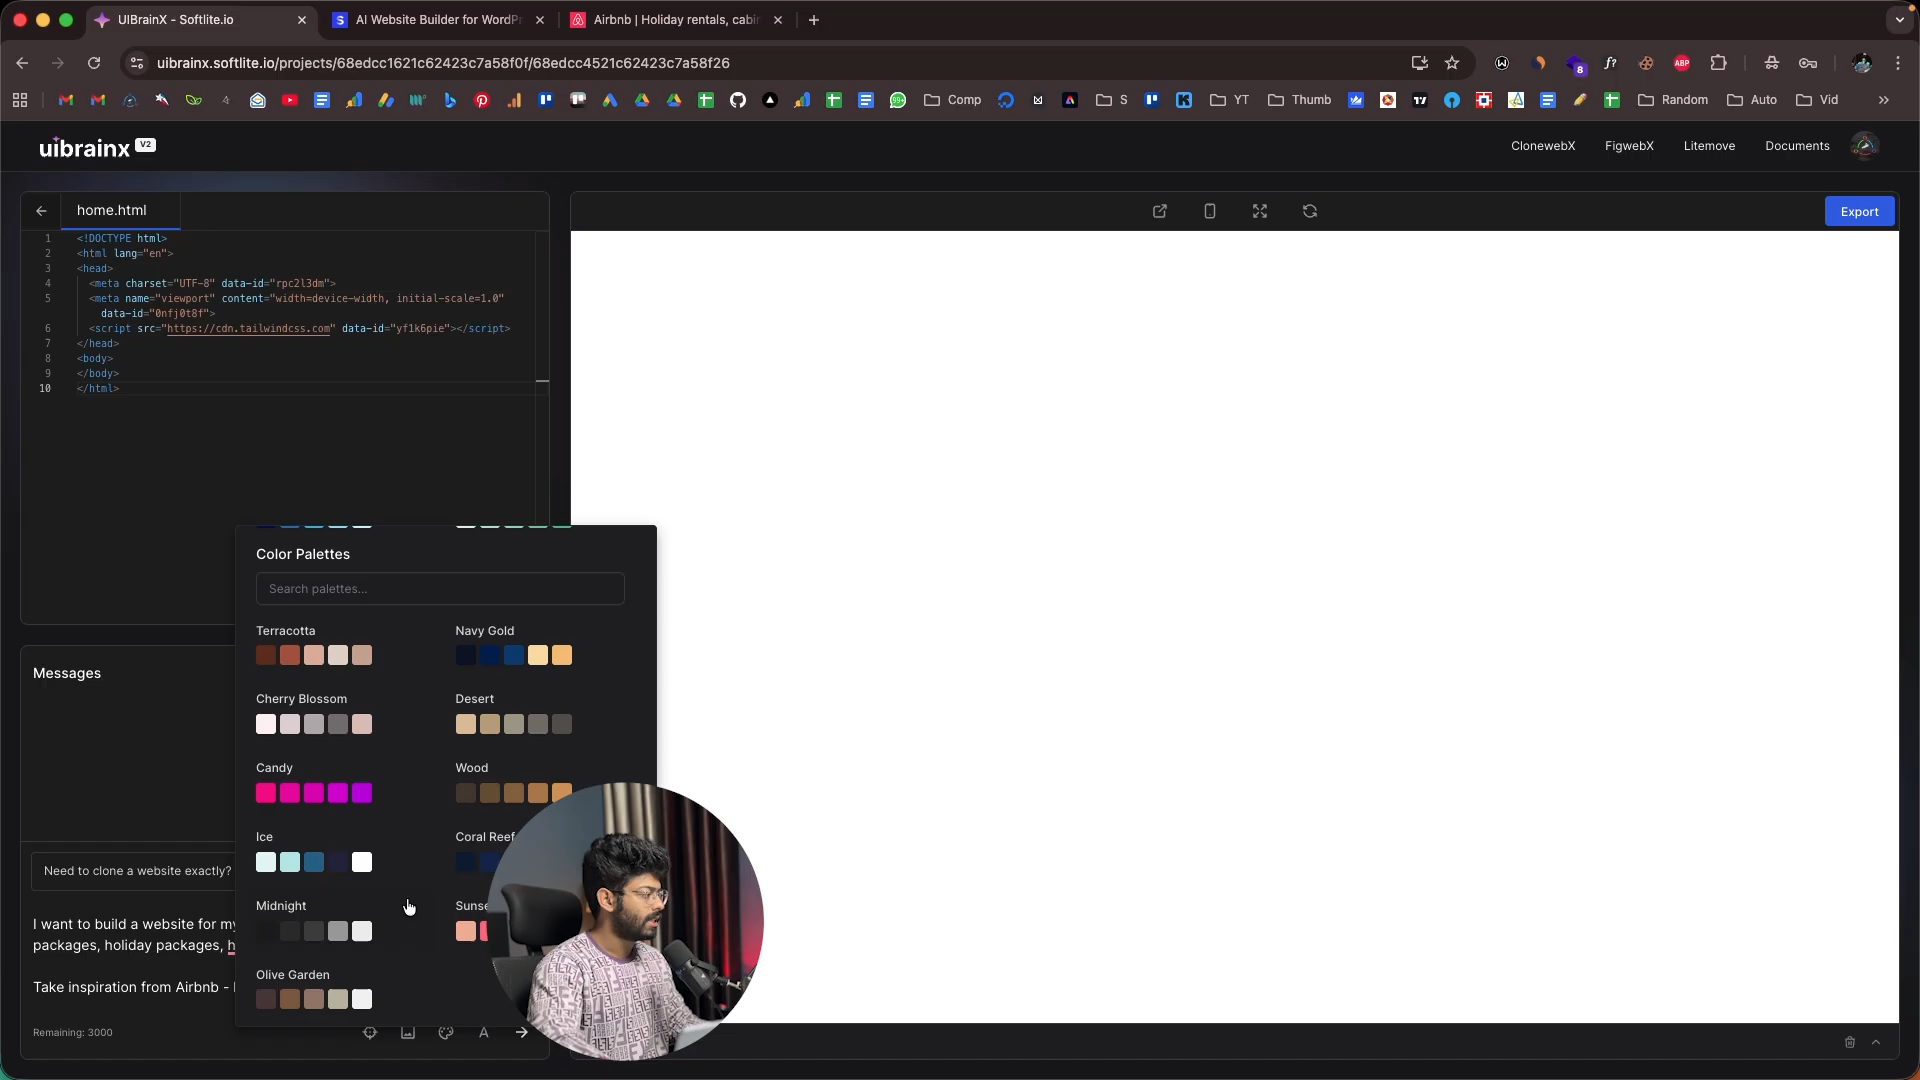 UIBrainX - Softlite.io
AI Website Builder for WordPr
Airbnb | Holiday rentals, cabi
uibrainx.softlite.io/projects/68edcc1621c62423c7a58f0f/68edcc4521c62423c7a58f26
8
f?
ABP
99+
Comp
S
YT
Thumb
Random
Auto
Vid
uibrainx V2
ClonewebX
FigwebX
Litemove
Documents
home.html
Export
1 <!DOCTYPE html>
2 <html lang="en">
3 <head>
4 <meta charset="UTF-8" data-id="rpc2l3dm">
5 <meta name="viewport" content="width=device-width, initial-scale=1.0"
data-id="0nfj0t8f">
6 <script src="https://cdn.tailwindcss.com" data-id="yf1k6pie"></script>
7 </head>
8 <body>
9 </body>
10 </html>
Color Palettes
Search palettes...
Terracotta
Navy Gold
Cherry Blossom
Desert
Candy
Wood
Ice
Coral Reef
Midnight
Sunse
Olive Garden
Messages
Need to clone a website exactly?
I want to build a website for my
packages, holiday packages, h
Take inspiration from Airbnb -
Remaining: 3000
A